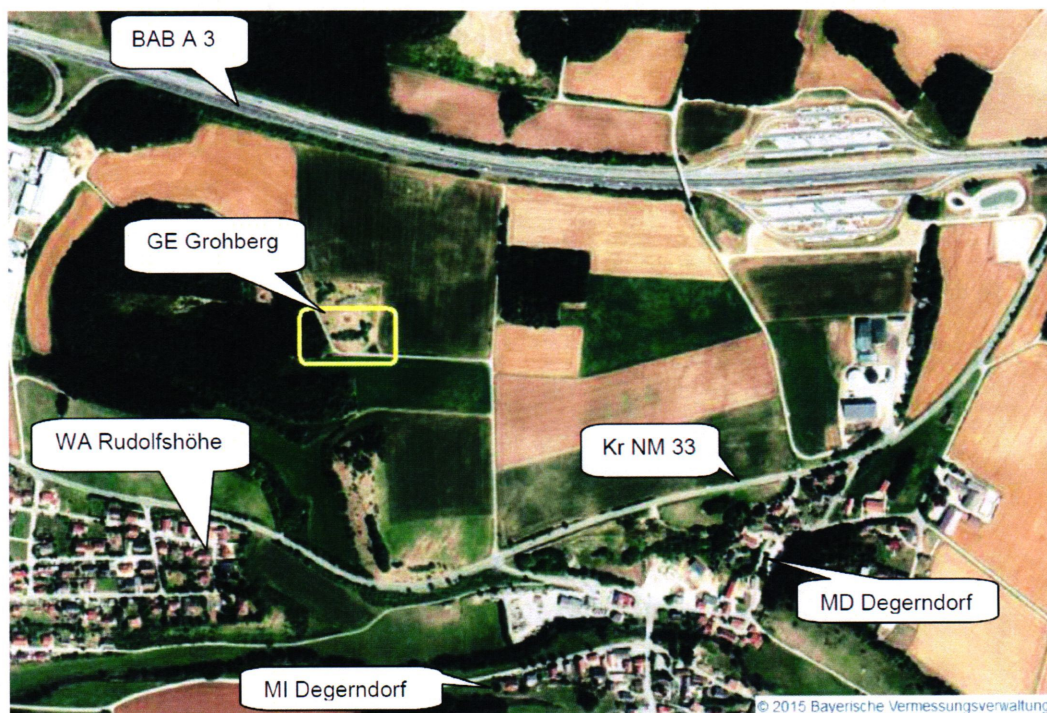 BAB A 3
GE Grohberg
WA Rudolfshöhe
Kr NM 33
MD Degerndorf
MI Degerndorf
© 2015 Bayerische Vermessungsverwaltung